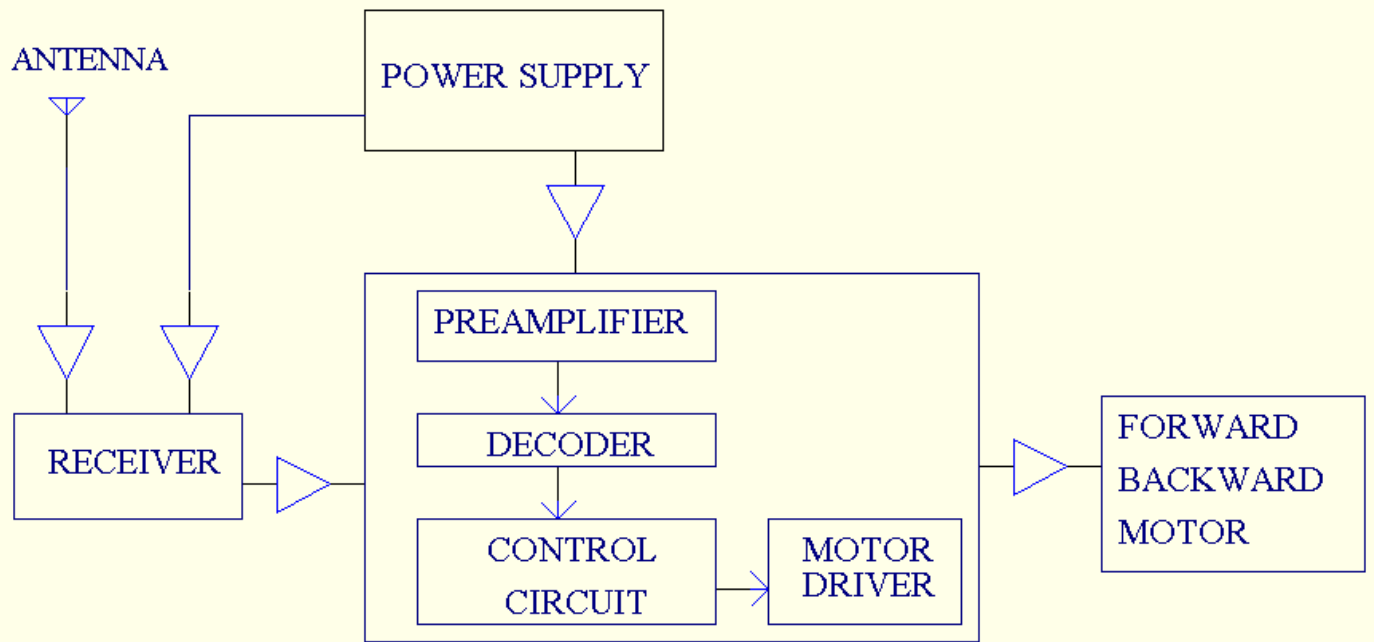 ANTENNA
POWER SUPPLY
PREAMPLIFIER
DECODER
RECEIVER
CONTROL
CIRCUIT
MOTOR
DRIVER
FORWARD
BACKWARD
MOTOR